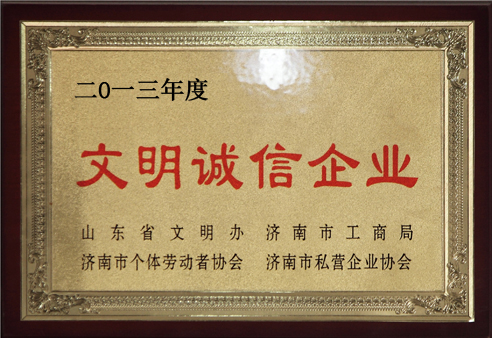 二0一三年度
文明诚信企业
山东省文明办 济南市工商局
济南市个体劳动者协会 济南市私营企业协会